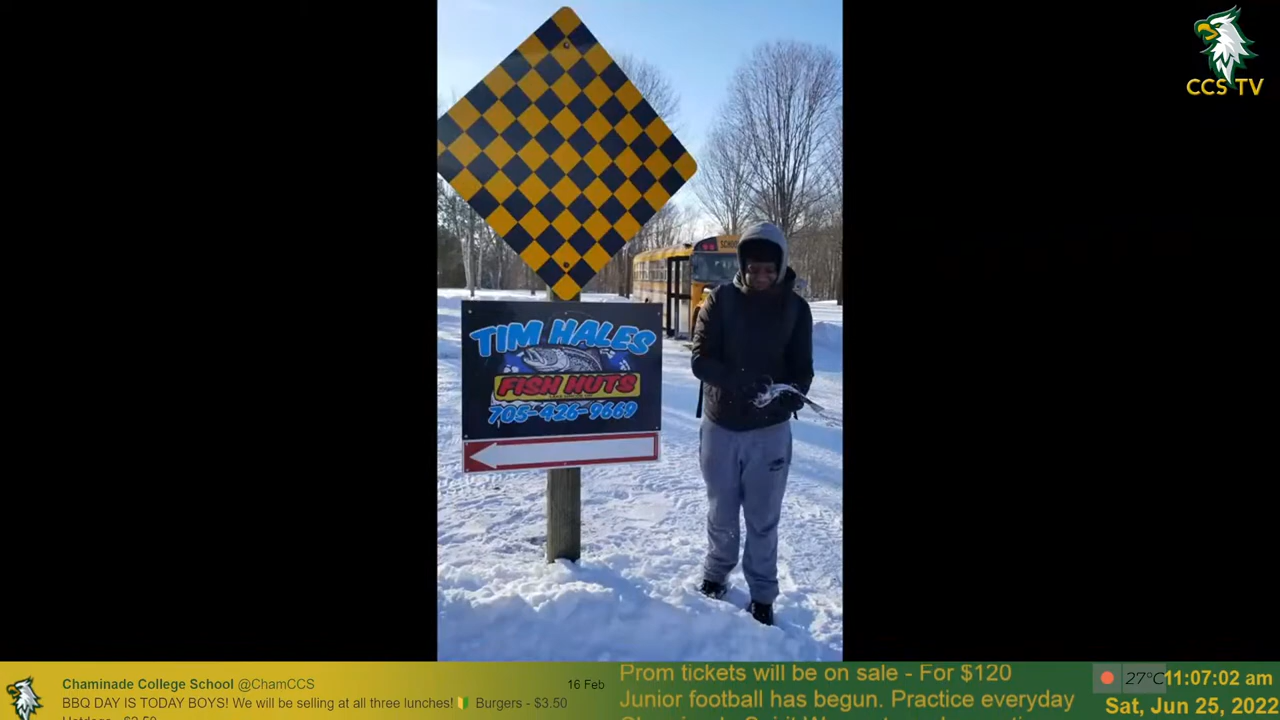 CCS TV
SCHOO
TIM HALES
FISH HUTS
705-426-9669
Chaminade College School @ChamCCS
16 Feb
BBQ DAY IS TODAY BOYS! We will be selling at all three lunches! Burgers - $3.50
Prom tickets will be on sale - For $120
Junior football has begun. Practice everyday
27°C
11:07:02 am
Sat, Jun 25, 2022